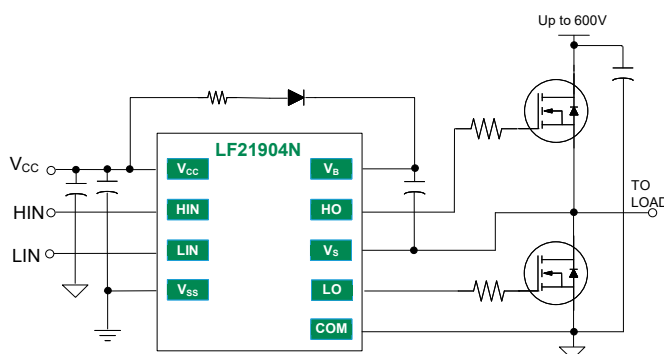 Up to 600V
LF21904N
VCC
VCC
VB
HIN
HIN
HO
TO
LOAD
LIN
LIN
VS
VSS
LO
COM